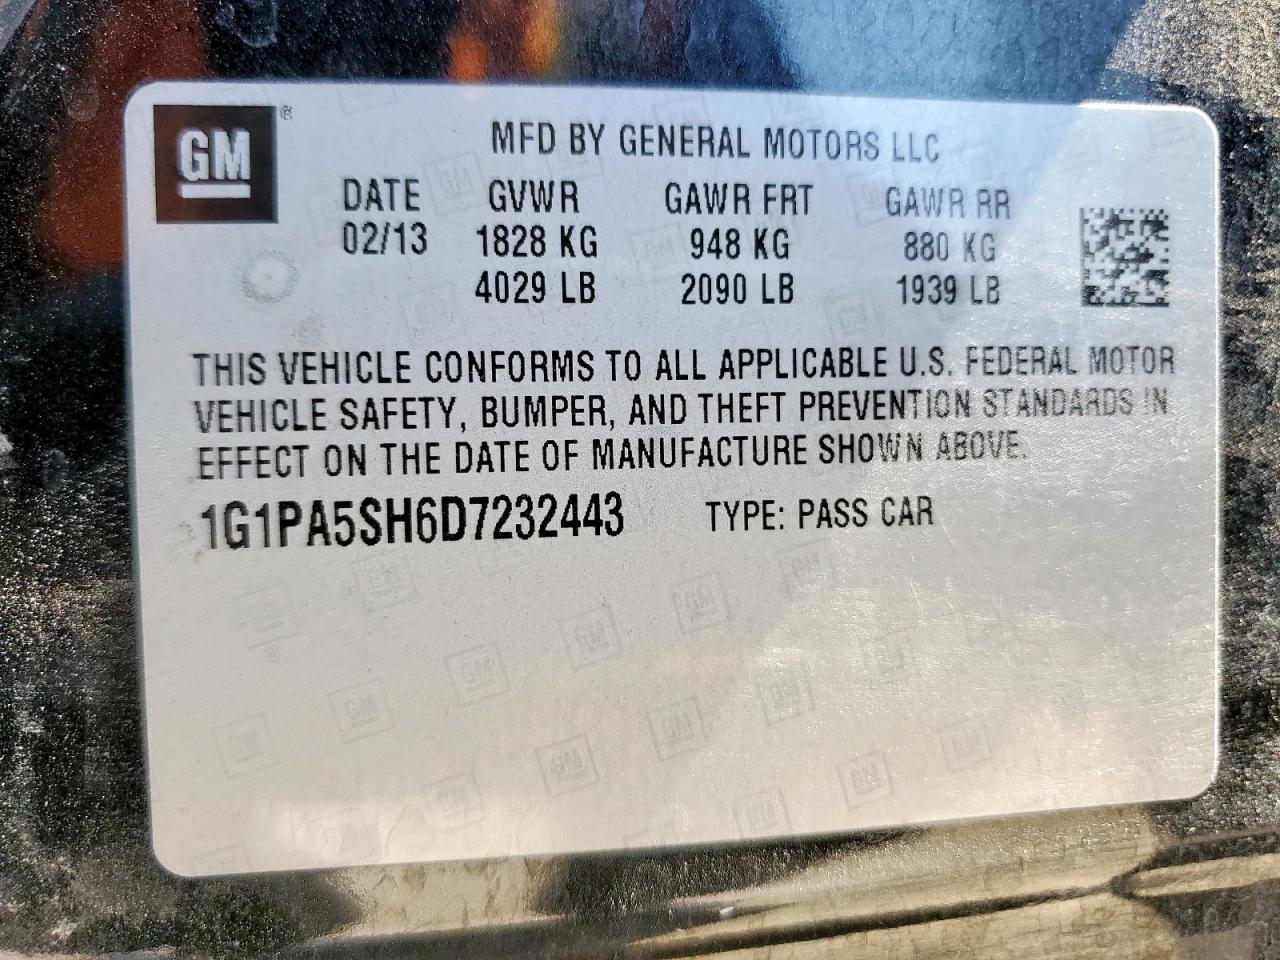 GM®
MFD BY GENERAL MOTORS LLC
DATE GVWR GAWR FRT GAWR RR
02/13 1828 KG 948 KG 880 KG
4029 LB 2090 LB 1939 LB
THIS VEHICLE CONFORMS TO ALL APPLICABLE U.S. FEDERAL MOTOR
VEHICLE SAFETY, BUMPER, AND THEFT PREVENTION STANDARDS IN
EFFECT ON THE DATE OF MANUFACTURE SHOWN ABOVE.
1G1PA5SH6D7232443 TYPE: PASS CAR